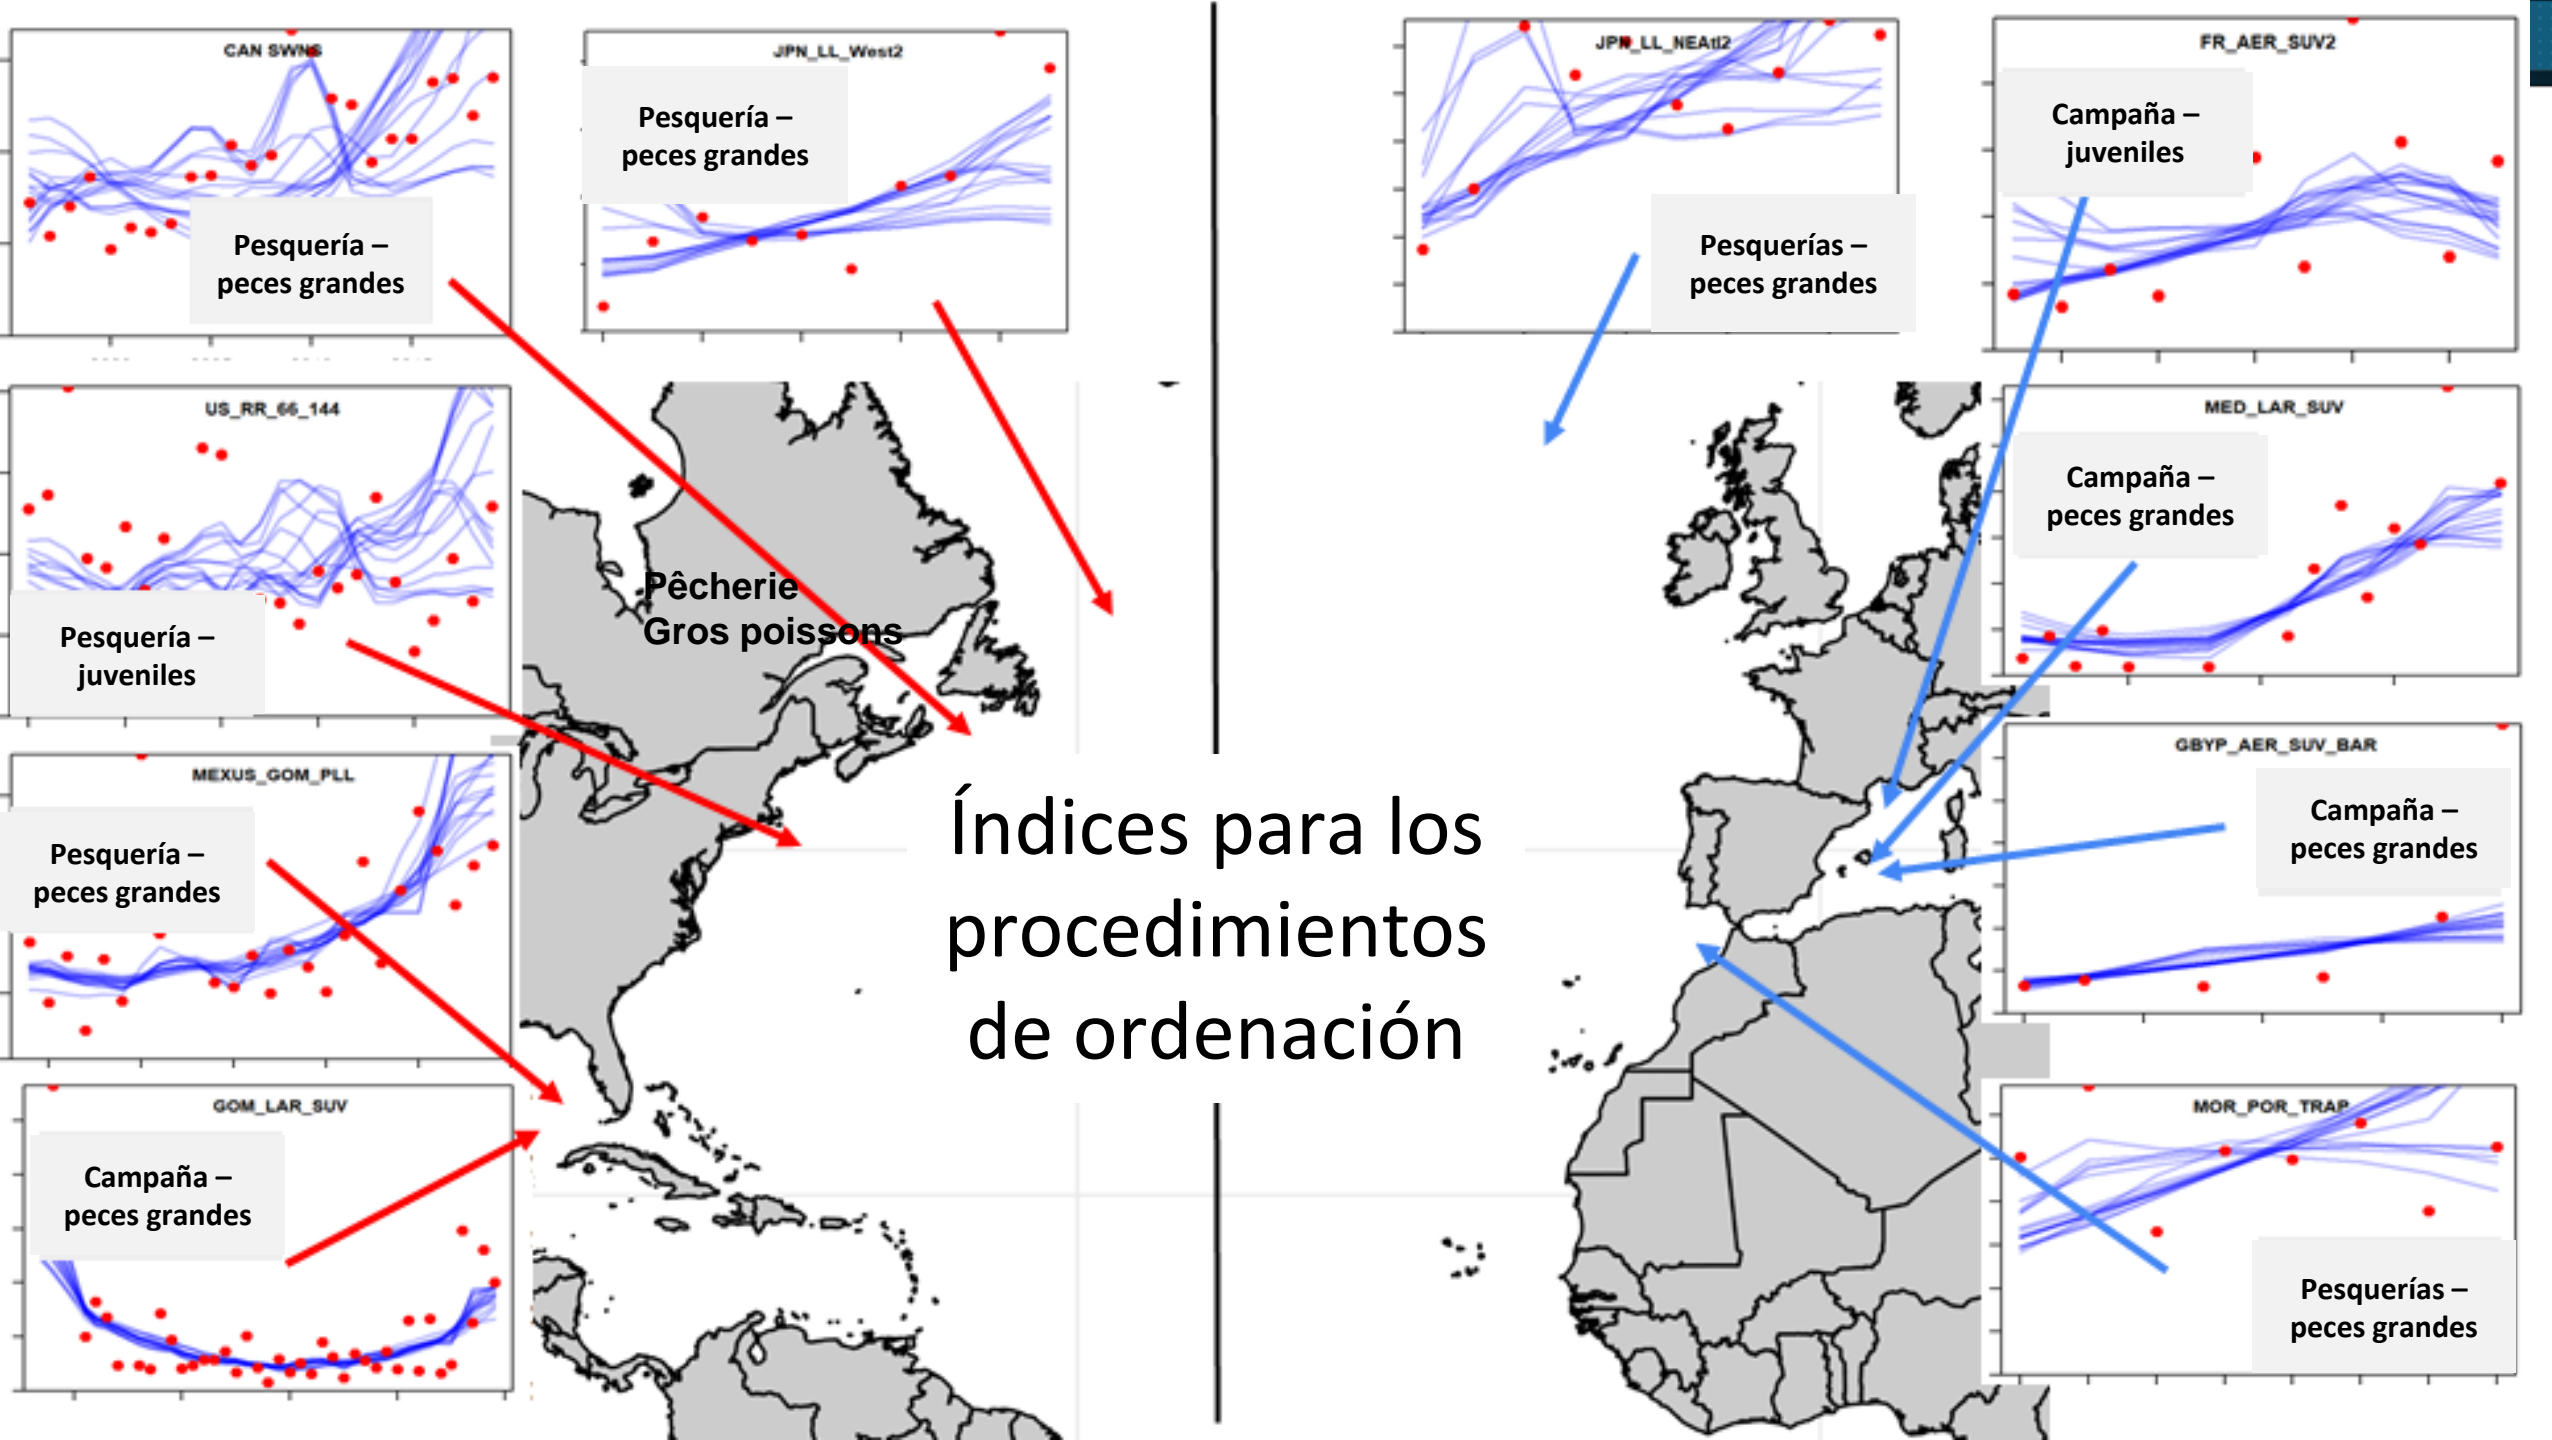 CAN SWNS
Pesquería –
peces grandes
JPN_LL_West2
Pesquería –
peces grandes
JPN_LL_NEAtl2
Pesquerías –
peces grandes
FR_AER_SUV2
Campaña –
juveniles
US_RR_66_144
Pesquería –
juveniles
MED_LAR_SUV
Campaña –
peces grandes
Pêcherie
Gros poissons
MEXUS_GOM_PLL
Pesquería –
peces grandes
Índices para los
procedimientos
de ordenación
GBYP_AER_SUV_BAR
Campaña –
peces grandes
GOM_LAR_SUV
Campaña –
peces grandes
MOR_POR_TRAP
Pesquerías –
peces grandes